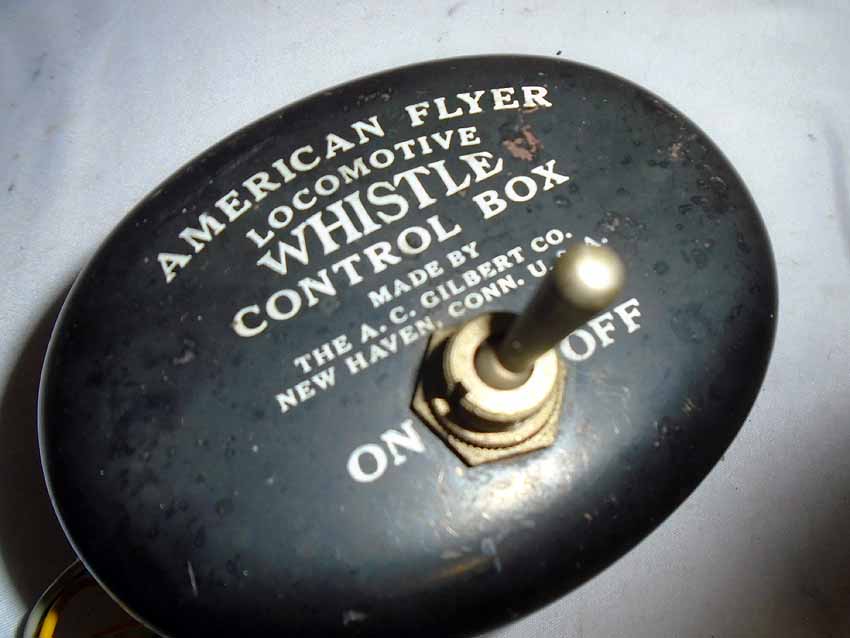 AMERICAN FLYER
LOCOMOTIVE
WHISTLE
CONTROL BOX
MADE BY
THE A. C. GILBERT CO.
NEW HAVEN, CONN.
ON
OFF